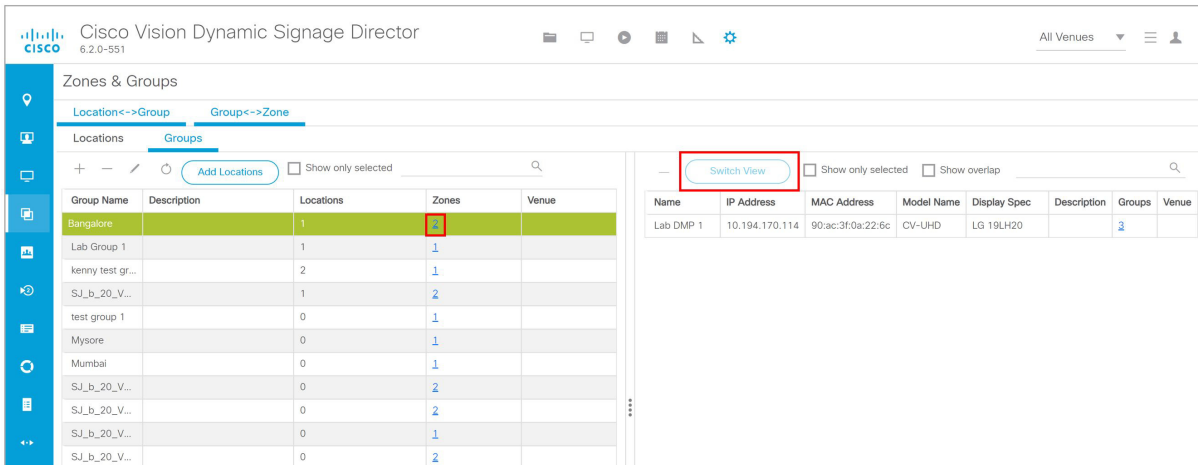 CISCO
Cisco Vision Dynamic Signage Director
6.2.0-551
All Venues
Zones & Groups
Location<->Group Group<->Zone
Locations Groups
Add Locations Show only selected
Group Name Description Locations Zones Venue
Bangalore 1 2
Lab Group 1 1 1
kenny test gr... 2 1
SJ_b_20_V... 1 2
test group 1 0 1
Mysore 0 1
Mumbai 0 1
SJ_b_20_V... 0 2
SJ_b_20_V... 0 2
SJ_b_20_V... 0 1
SJ_b_20_V... 0 2
Switch View Show only selected Show overlap
Name IP Address MAC Address Model Name Display Spec Description Groups Venue
Lab DMP 1 10.194.170.114 90:ac:3f:0a:22:6c CV-UHD LG 19LH20 3